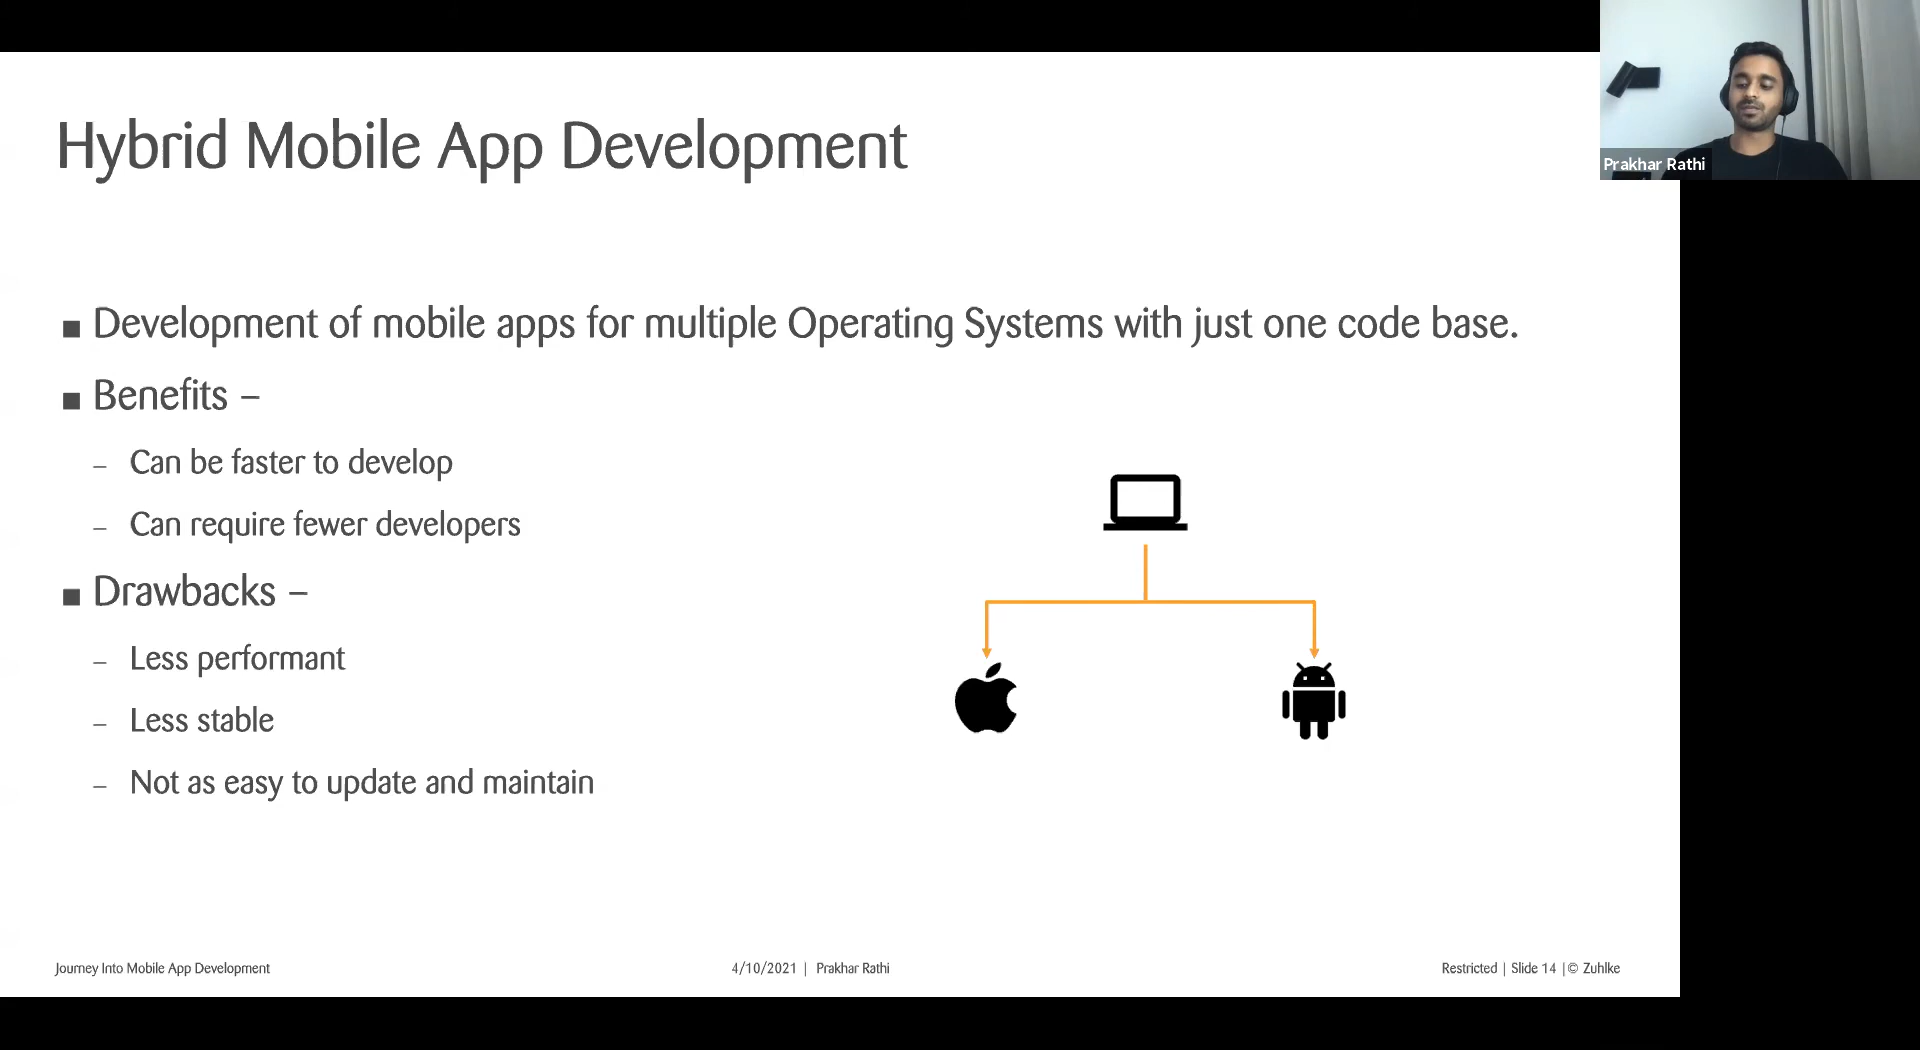 Hybrid Mobile App Development
Prakhar Rathi
■ Development of mobile apps for multiple Operating Systems with just one code base.
■ Benefits –
– Can be faster to develop
– Can require fewer developers
■ Drawbacks –
– Less performant
– Less stable
– Not as easy to update and maintain
Journey Into Mobile App Development
4/10/2021 | Prakhar Rathi
Restricted | Slide 14 | © Zuhlke